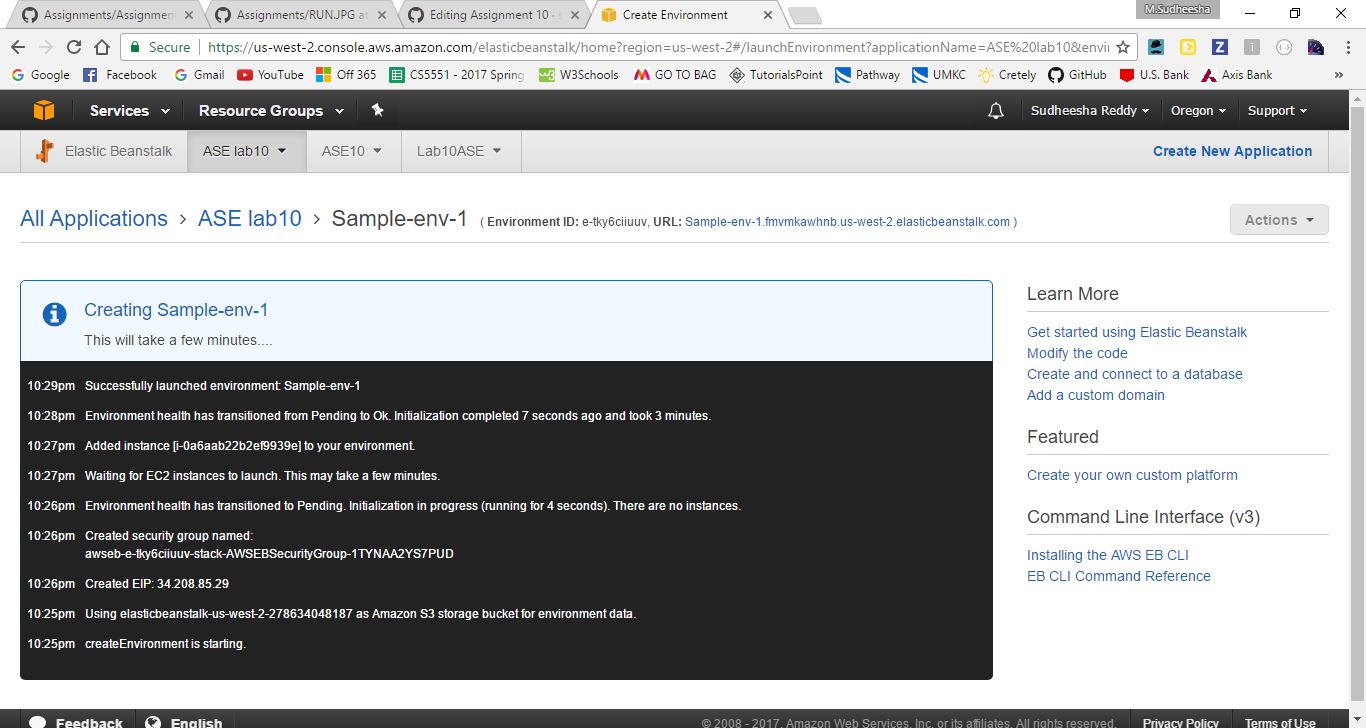 Assignments/Assignmen
Assignments/RUN.JPG at
Editing Assignment 10 - s
Create Environment
M.Sudheesha
Secure
https://us-west-2.console.aws.amazon.com/elasticbeanstalk/home?region=us-west-2#/launchEnvironment?applicationName=ASE%20lab10&envir
Google Facebook Gmail YouTube Off 365 CS5551 - 2017 Spring W3Schools GO TO BAG TutorialsPoint Pathway UMKC Cretely GitHub U.S. Bank Axis Bank »
Services Resource Groups Sudheesha Reddy Oregon Support
Elastic Beanstalk ASE lab10 ASE10 Lab10ASE Create New Application
All Applications > ASE lab10 > Sample-env-1 ( Environment ID: e-tky6ciiuuv, URL: Sample-env-1.fmvmkawhnb.us-west-2.elasticbeanstalk.com )
Actions
Creating Sample-env-1
This will take a few minutes....
10:29pm Successfully launched environment: Sample-env-1
10:28pm Environment health has transitioned from Pending to Ok. Initialization completed 7 seconds ago and took 3 minutes.
10:27pm Added instance [i-0a6aab22b2ef9939e] to your environment.
10:27pm Waiting for EC2 instances to launch. This may take a few minutes.
10:26pm Environment health has transitioned to Pending. Initialization in progress (running for 4 seconds). There are no instances.
10:26pm Created security group named:
awseb-e-tky6ciiuuv-stack-AWSEBSecurityGroup-1TYNAA2YS7PUD
10:26pm Created EIP: 34.208.85.29
10:25pm Using elasticbeanstalk-us-west-2-278634048187 as Amazon S3 storage bucket for environment data.
10:25pm createEnvironment is starting.
Learn More
Get started using Elastic Beanstalk
Modify the code
Create and connect to a database
Add a custom domain
Featured
Create your own custom platform
Command Line Interface (v3)
Installing the AWS EB CLI
EB CLI Command Reference
Feedback English © 2008 - 2017, Amazon Web Services, Inc. or its affiliates. All rights reserved. Privacy Policy Terms of Use